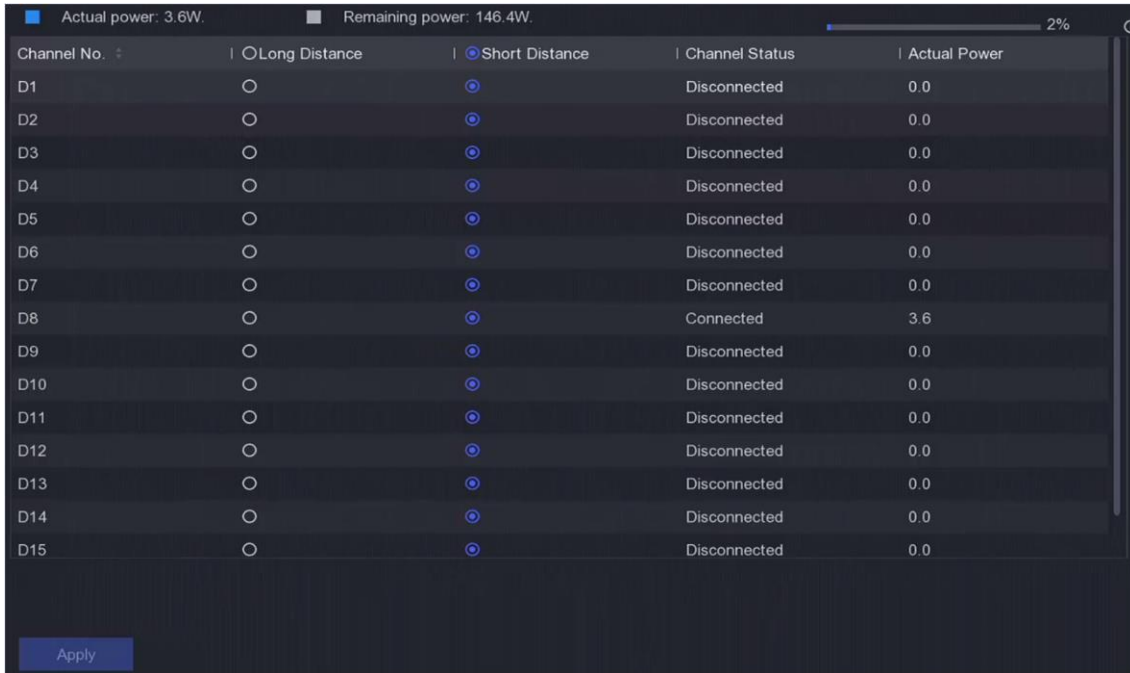 Actual power: 3.6W. Remaining power: 146.4W. 2%
Channel No. Long Distance Short Distance Channel Status Actual Power
D1 Disconnected 0.0
D2 Disconnected 0.0
D3 Disconnected 0.0
D4 Disconnected 0.0
D5 Disconnected 0.0
D6 Disconnected 0.0
D7 Disconnected 0.0
D8 Connected 3.6
D9 Disconnected 0.0
D10 Disconnected 0.0
D11 Disconnected 0.0
D12 Disconnected 0.0
D13 Disconnected 0.0
D14 Disconnected 0.0
D15 Disconnected 0.0
Apply